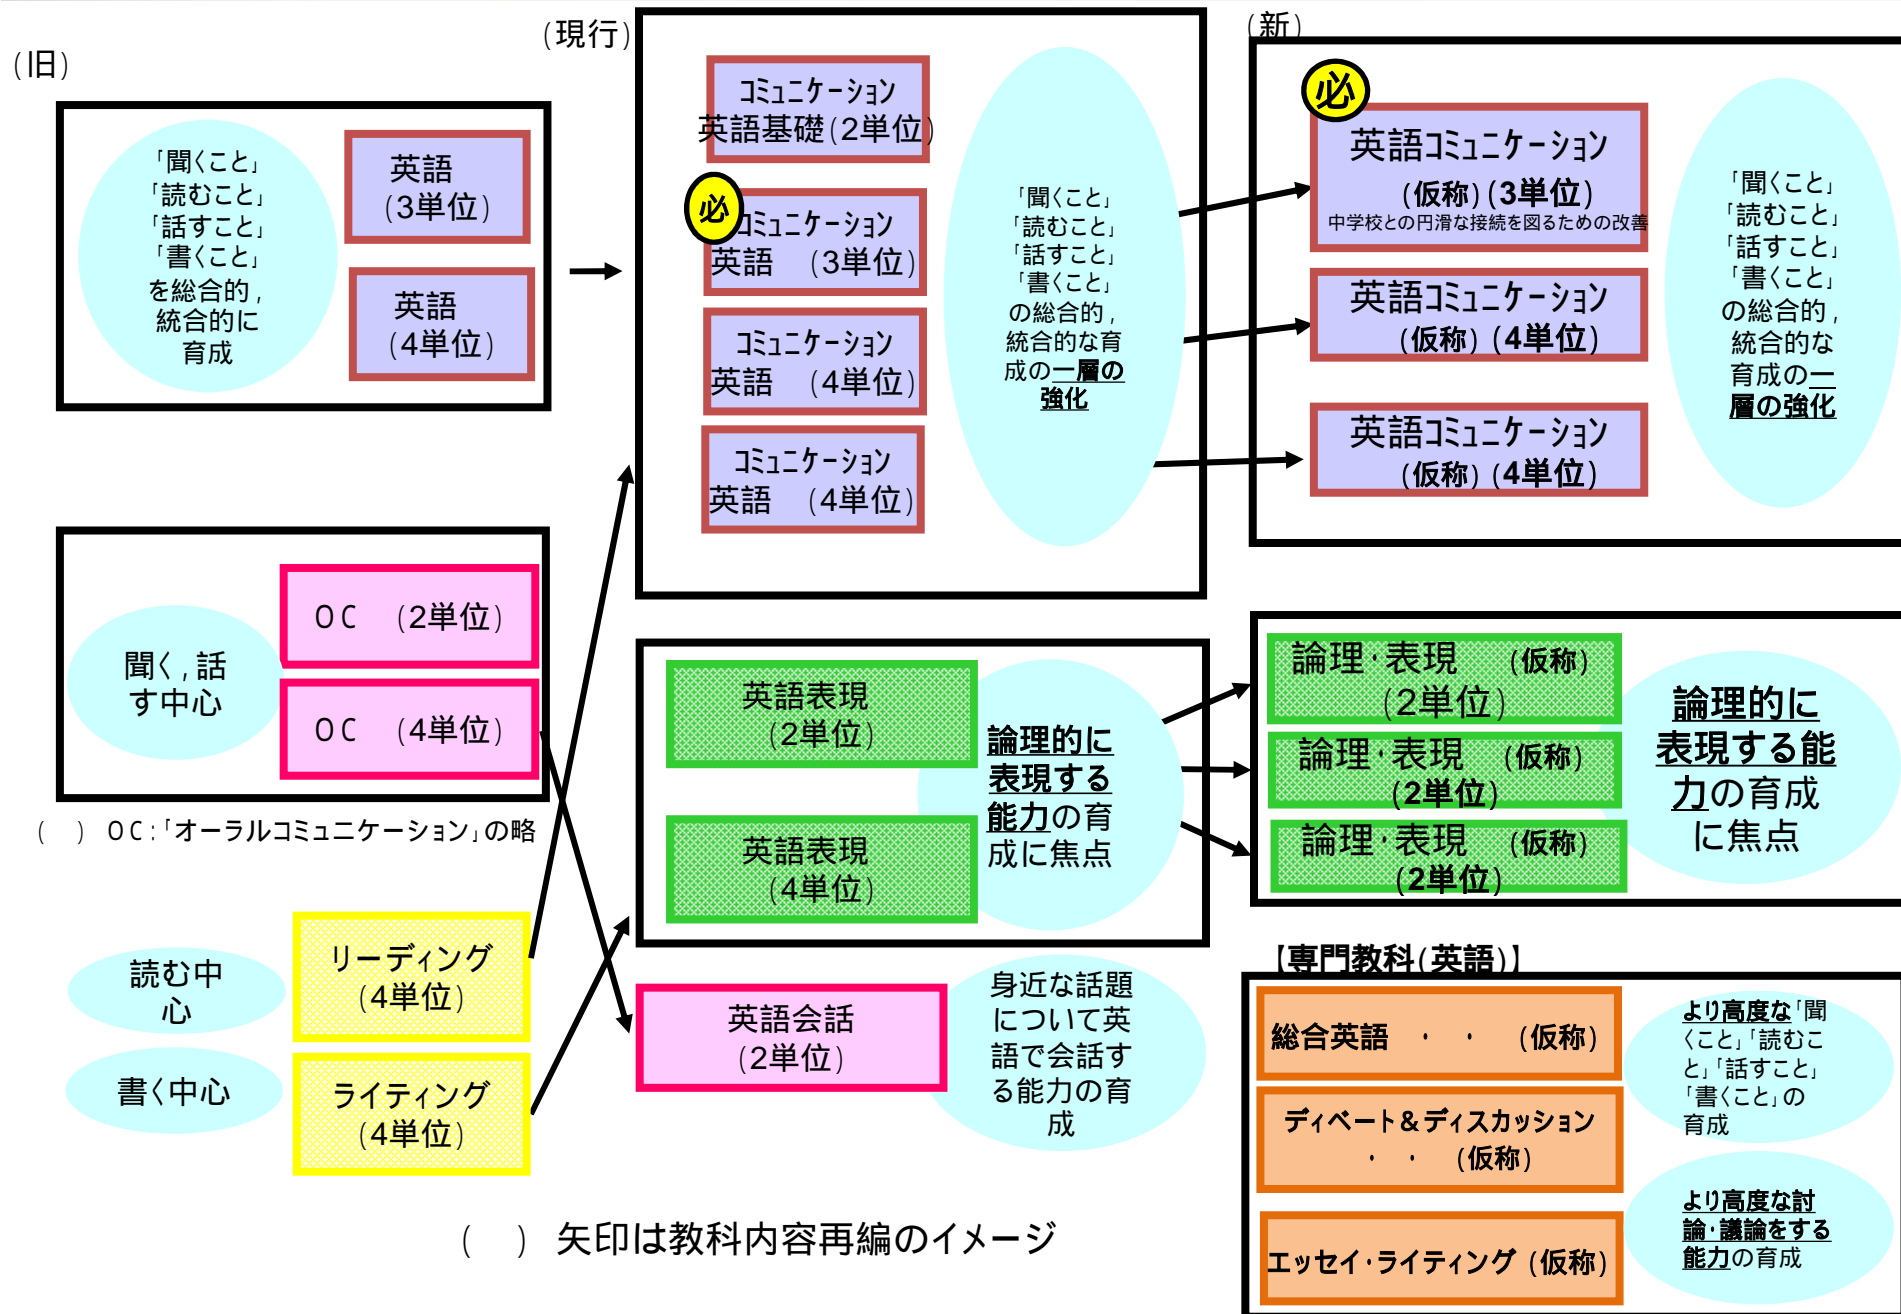 (旧)
「聞くこと」
「読むこと」
「話すこと」
「書くこと」
を総合的，
統合的に
育成
英語
(3単位)
英語
(4単位)
聞く，話
す中心
OC (2単位)
OC (4単位)
( ) OC：「オーラルコミュニケーション」の略
読む中
心
リーディング
(4単位)
書く中心
ライティング
(4単位)
(現行)
コミュニケーション
英語基礎(2単位)
必
コミュニケーション
英語 (3単位)
コミュニケーション
英語 (4単位)
コミュニケーション
英語 (4単位)
「聞くこと」
「読むこと」
「話すこと」
「書くこと」
の総合的，
統合的な育
成の一層の
強化
英語表現
(2単位)
英語表現
(4単位)
論理的に
表現する
能力の育
成に焦点
英語会話
(2単位)
身近な話題
について英
語で会話す
る能力の育
成
(新)
必
英語コミュニケーション
(仮称)(3単位)
中学校との円滑な接続を図るための改善
英語コミュニケーション
(仮称)(4単位)
英語コミュニケーション
(仮称)(4単位)
「聞くこと」
「読むこと」
「話すこと」
「書くこと」
の総合的，
統合的な
育成の一
層の強化
論理・表現 (仮称)
(2単位)
論理・表現 (仮称)
(2単位)
論理・表現 (仮称)
(2単位)
論理的に
表現する能
力の育成
に焦点
【専門教科(英語)】
総合英語 ・ ・ (仮称)
ディベート＆ディスカッション
・ ・ (仮称)
エッセイ・ライティング(仮称)
より高度な「聞
くこと」「読むこ
と」「話すこと」
「書くこと」の
育成
より高度な討
論・議論をする
能力の育成
( ) 矢印は教科内容再編のイメージ